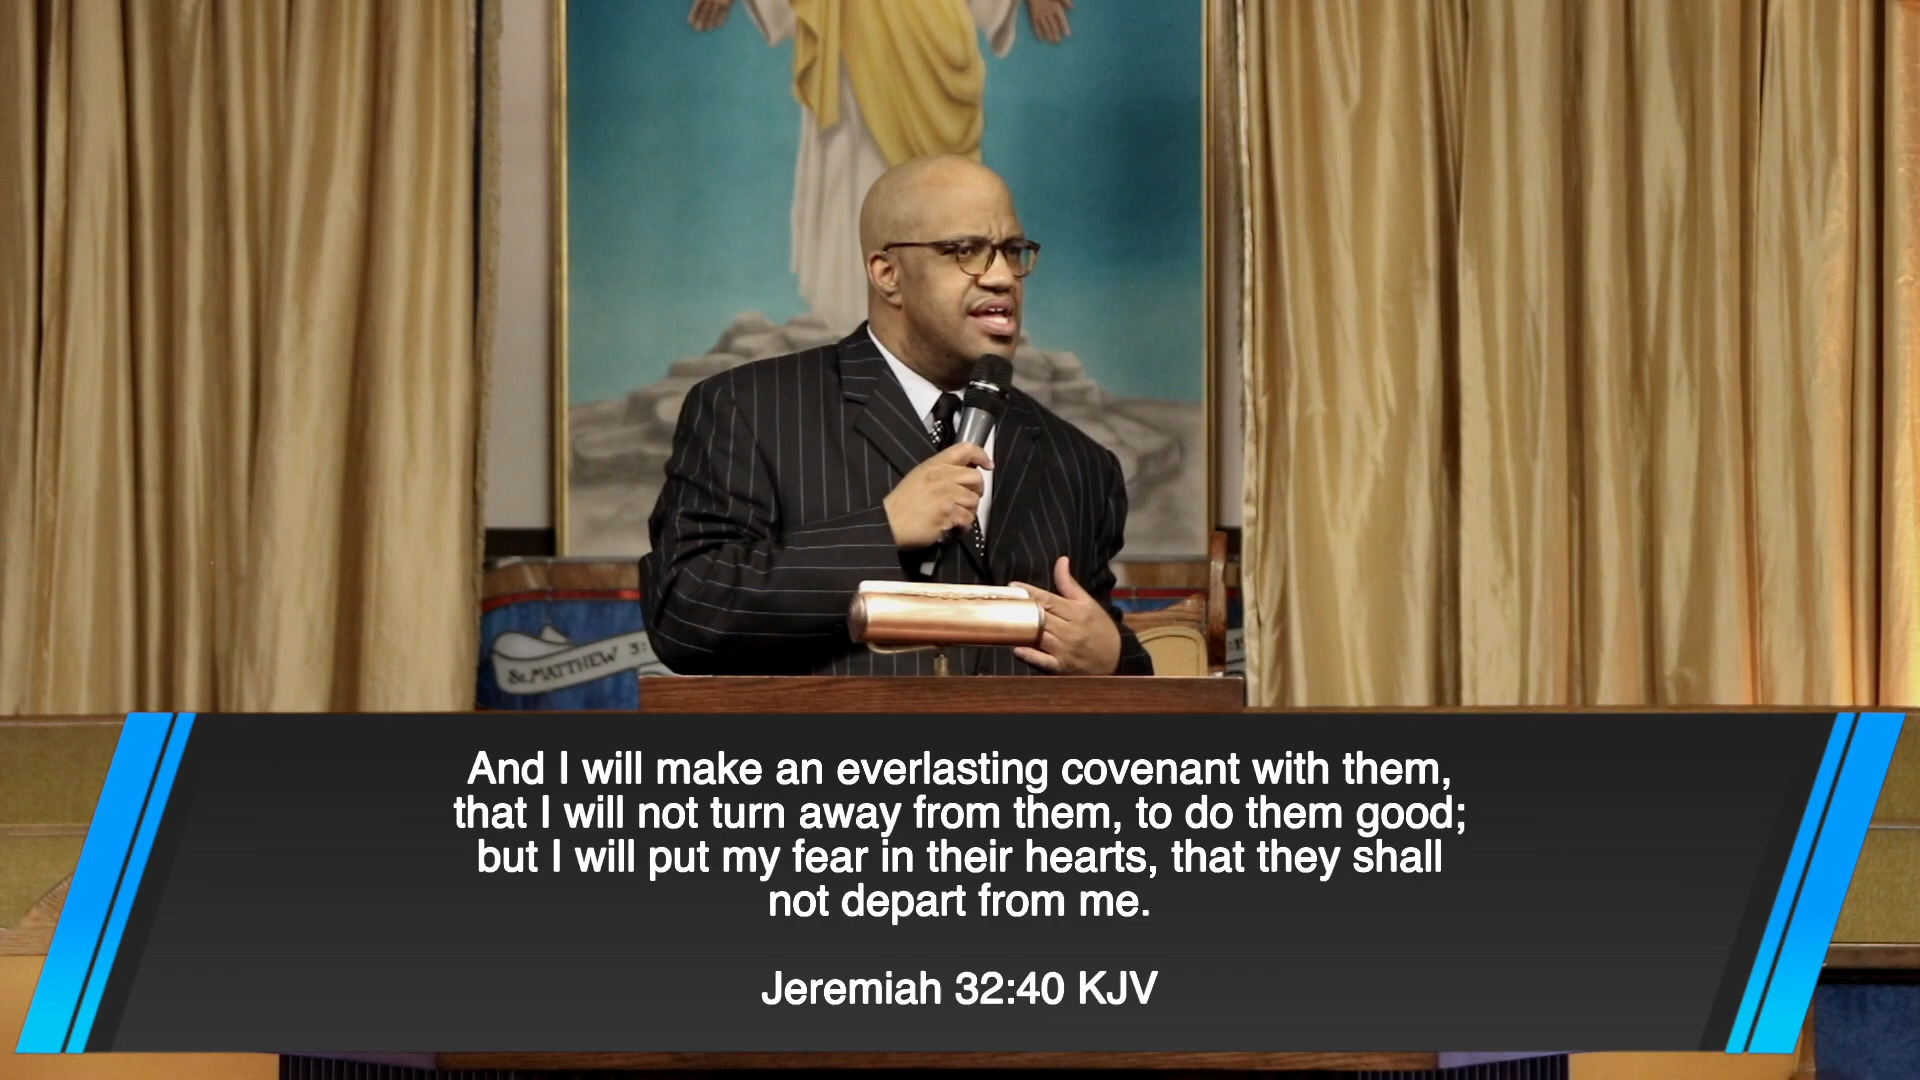 St. MATTHEW 3:
And I will make an everlasting covenant with them,
that I will not turn away from them, to do them good;
but I will put my fear in their hearts, that they shall
not depart from me.
Jeremiah 32:40 KJV